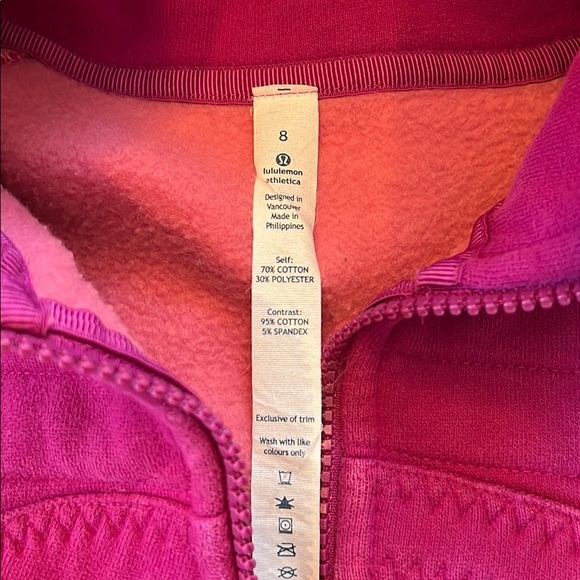 8
lululemon
athletica
Designed in
Vancouver
Made in
Philippines
Self:
70% COTTON
30% POLYESTER
Contrast:
95% COTTON
5% SPANDEX
Exclusive of trim
Wash with like
colours only